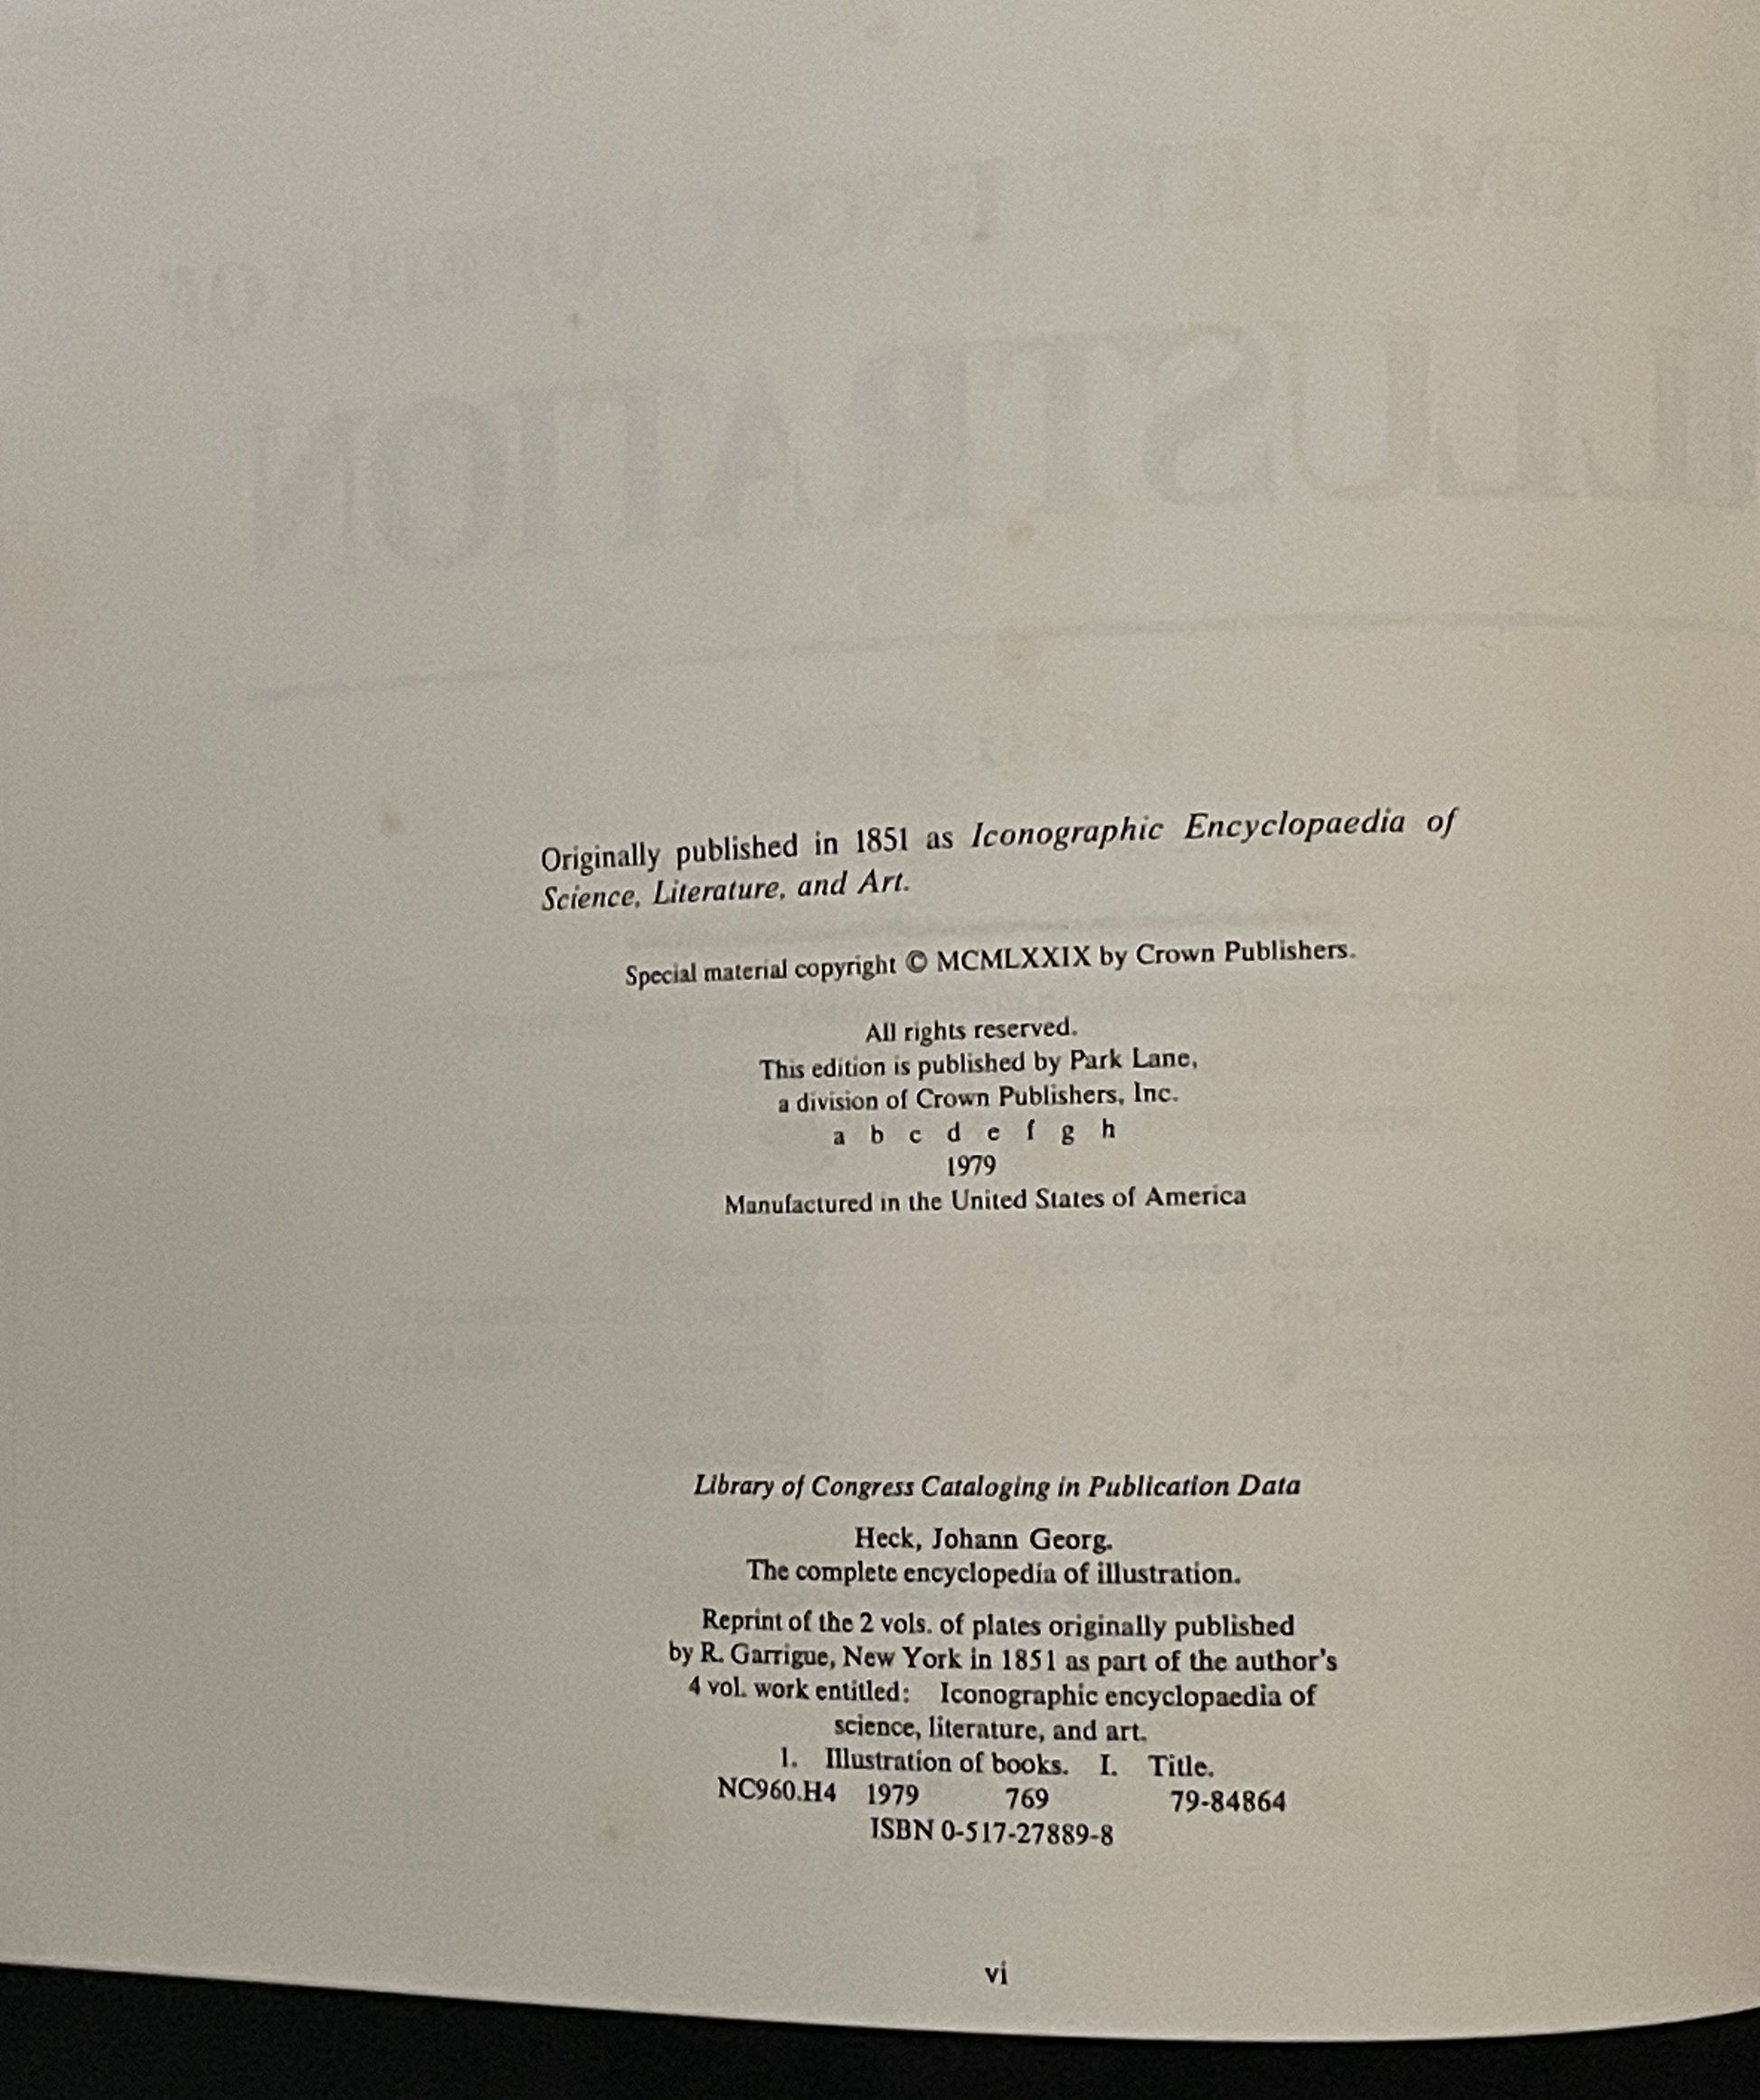 Originally published in 1851 as Iconographic Encyclopaedia of
Science, Literature, and Art.
Special material copyright © MCMLXXIX by Crown Publishers.
All rights reserved.
This edition is published by Park Lane,
a division of Crown Publishers, Inc.
a b c d e f g h
1979
Manufactured in the United States of America
Library of Congress Cataloging in Publication Data
Heck, Johann Georg.
The complete encyclopedia of illustration.
Reprint of the 2 vols. of plates originally published
by R. Garrigue, New York in 1851 as part of the author's
4 vol. work entitled: Iconographic encyclopaedia of
science, literature, and art.
1. Illustration of books. I. Title.
NC960.H4 1979 769 79-84864
ISBN 0-517-27889-8
vi